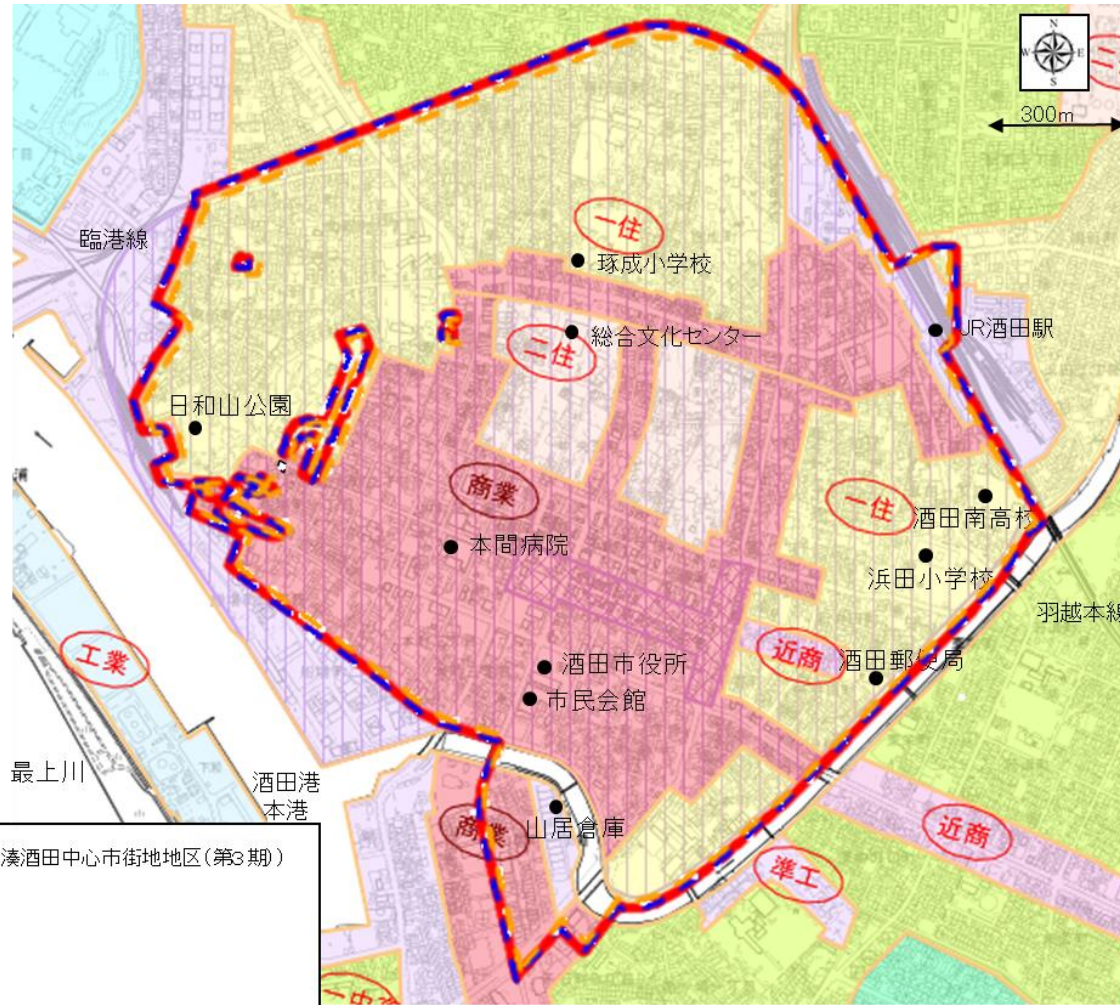 N
W E
S
300m
臨港線
一住
琢成小学校
総合文化センター
二住
JR酒田駅
日和山公園
商業
一住
酒田南高校
本間病院
浜田小学校
羽越本線
工業
近商
酒田市役所
酒田郵便局
市民会館
最上川
酒田港
本港
商業
山居倉庫
近商
準工
湊酒田中心市街地地区(第3期)